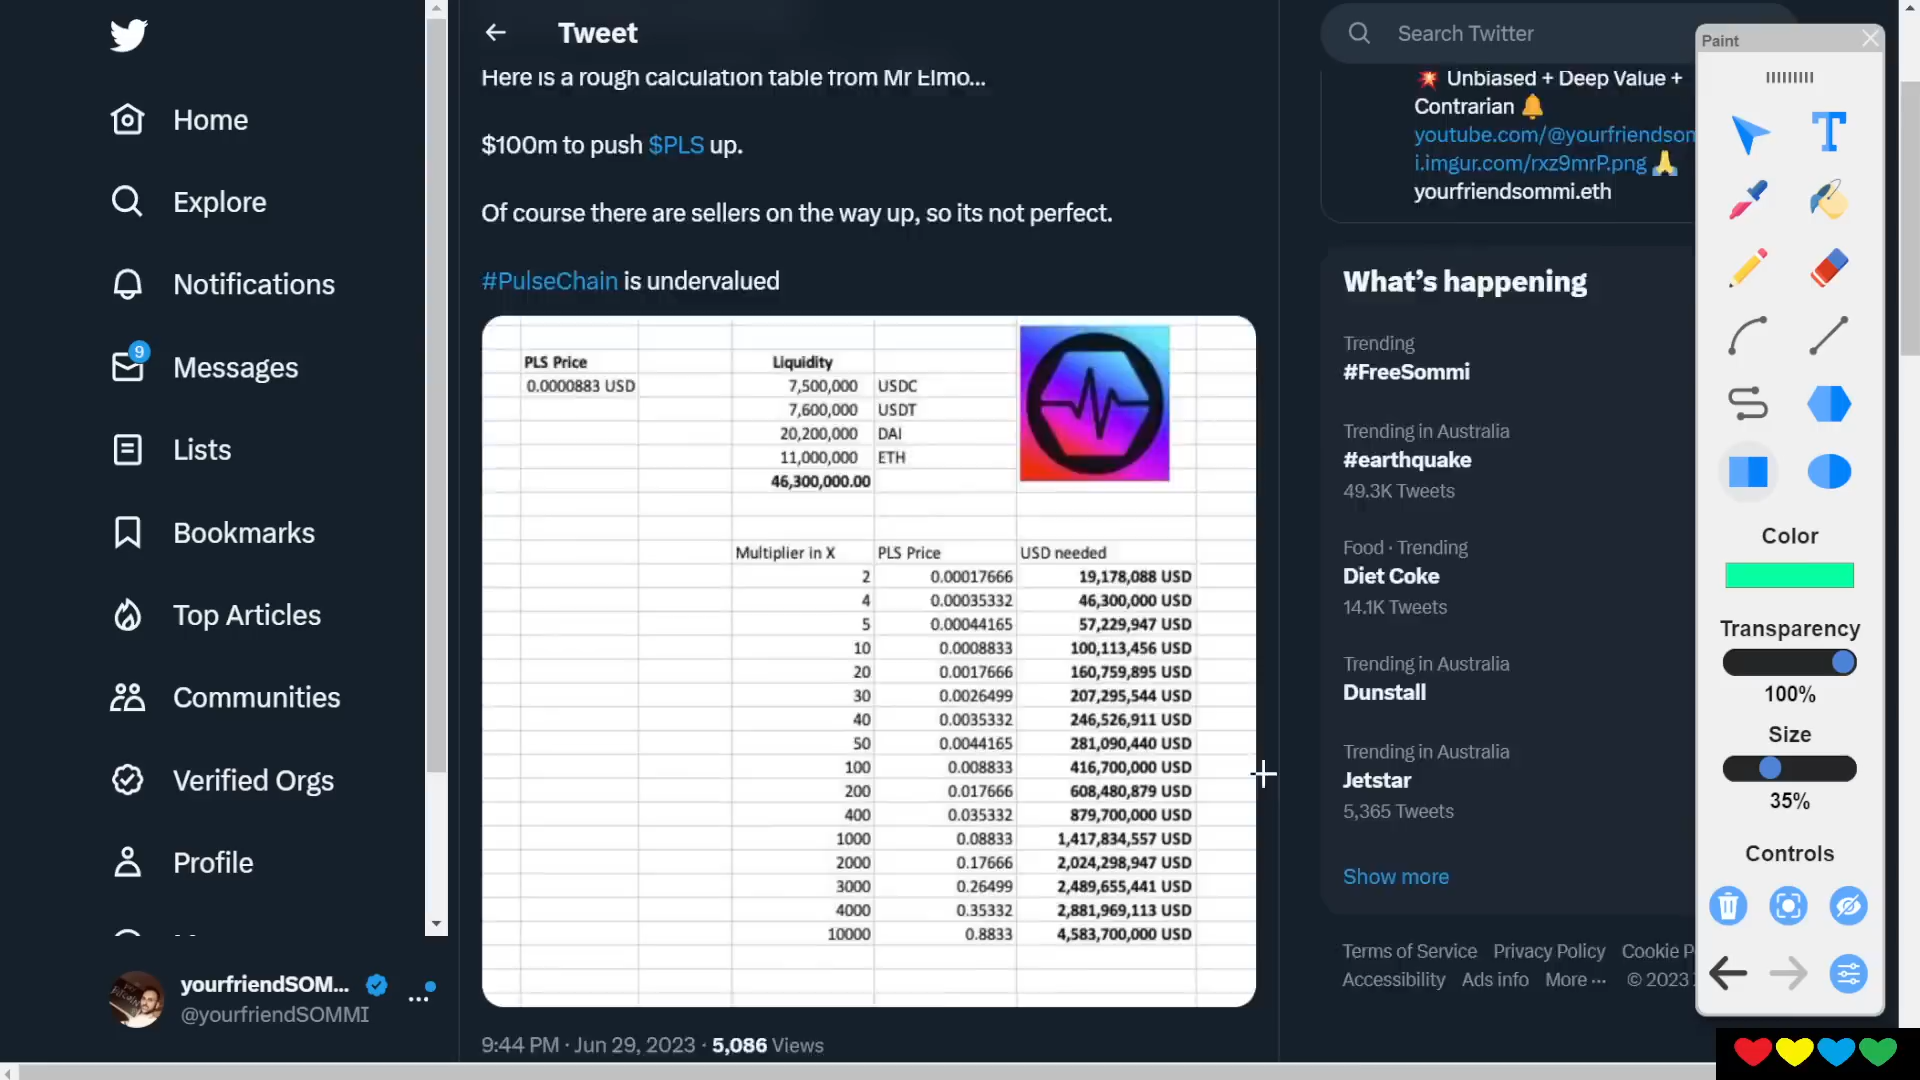 Home
Explore
Notifications
9
Messages
Lists
Bookmarks
Top Articles
Communities
Verified Orgs
Profile
yourfriendSOM...
@yourfriendSOMMI
Tweet
Here is a rough calculation table from Mr Elmo...
$100m to push $PLS up.
Of course there are sellers on the way up, so its not perfect.
#PulseChain is undervalued
PLS Price Liquidity
0.0000883 USD 7,500,000 USDC
7,600,000 USDT
20,200,000 DAI
11,000,000 ETH
46,300,000.00
Multiplier in X PLS Price USD needed
2 0.00017666 19,178,088 USD
4 0.00035332 46,300,000 USD
5 0.00044165 57,229,947 USD
10 0.0008833 100,113,456 USD
20 0.0017666 160,759,895 USD
30 0.0026499 207,295,544 USD
40 0.0035332 246,526,911 USD
50 0.0044165 281,090,440 USD
100 0.008833 416,700,000 USD
200 0.017666 608,480,879 USD
400 0.035332 879,700,000 USD
1000 0.08833 1,417,834,557 USD
2000 0.17666 2,024,298,947 USD
3000 0.26499 2,489,655,441 USD
4000 0.35332 2,881,969,113 USD
10000 0.8833 4,583,700,000 USD
9:44 PM · Jun 29, 2023 · 5,086 Views
Search Twitter
Unbiased + Deep Value +
Contrarian
youtube.com/@yourfriendsom
i.imgur.com/rxz9mrP.png
yourfriendsommi.eth
What’s happening
Trending
#FreeSommi
Trending in Australia
#earthquake
49.3K Tweets
Food · Trending
Diet Coke
14.1K Tweets
Trending in Australia
Dunstall
Trending in Australia
Jetstar
5,365 Tweets
Show more
Terms of Service Privacy Policy Cookie P
Accessibility Ads info More ··· © 2023
Paint
Color
Transparency
100%
Size
35%
Controls